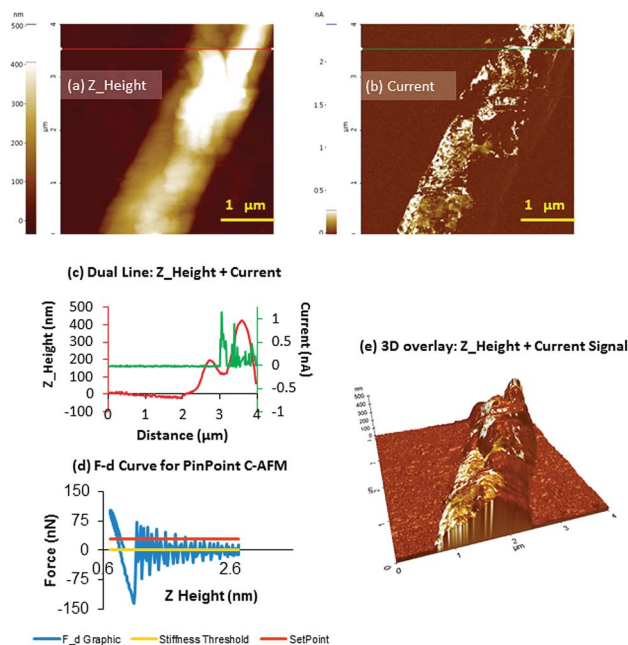 nm
500
400
300
200
100
0
4
3
2
1
µm
(a) Z_Height
1 µm
nA
2
1.5
1
0.5
0
4
3
2
1
µm
(b) Current
1 µm
(c) Dual Line: Z_Height + Current
Z_Height (nm)
500
400
300
200
100
0
-100
0
1
2
3
4
Distance (µm)
1
0.5
0
-0.5
-1
Current (nA)
(d) F-d Curve for PinPoint C-AFM
Force (nN)
150
75
0
-75
-150
0.6
2.6
Z Height (nm)
F_d Graphic
Stiffness Threshold
SetPoint
(e) 3D overlay: Z_Height + Current Signal
nm
500
400
300
200
100
0
0
1
2
3
4
µm